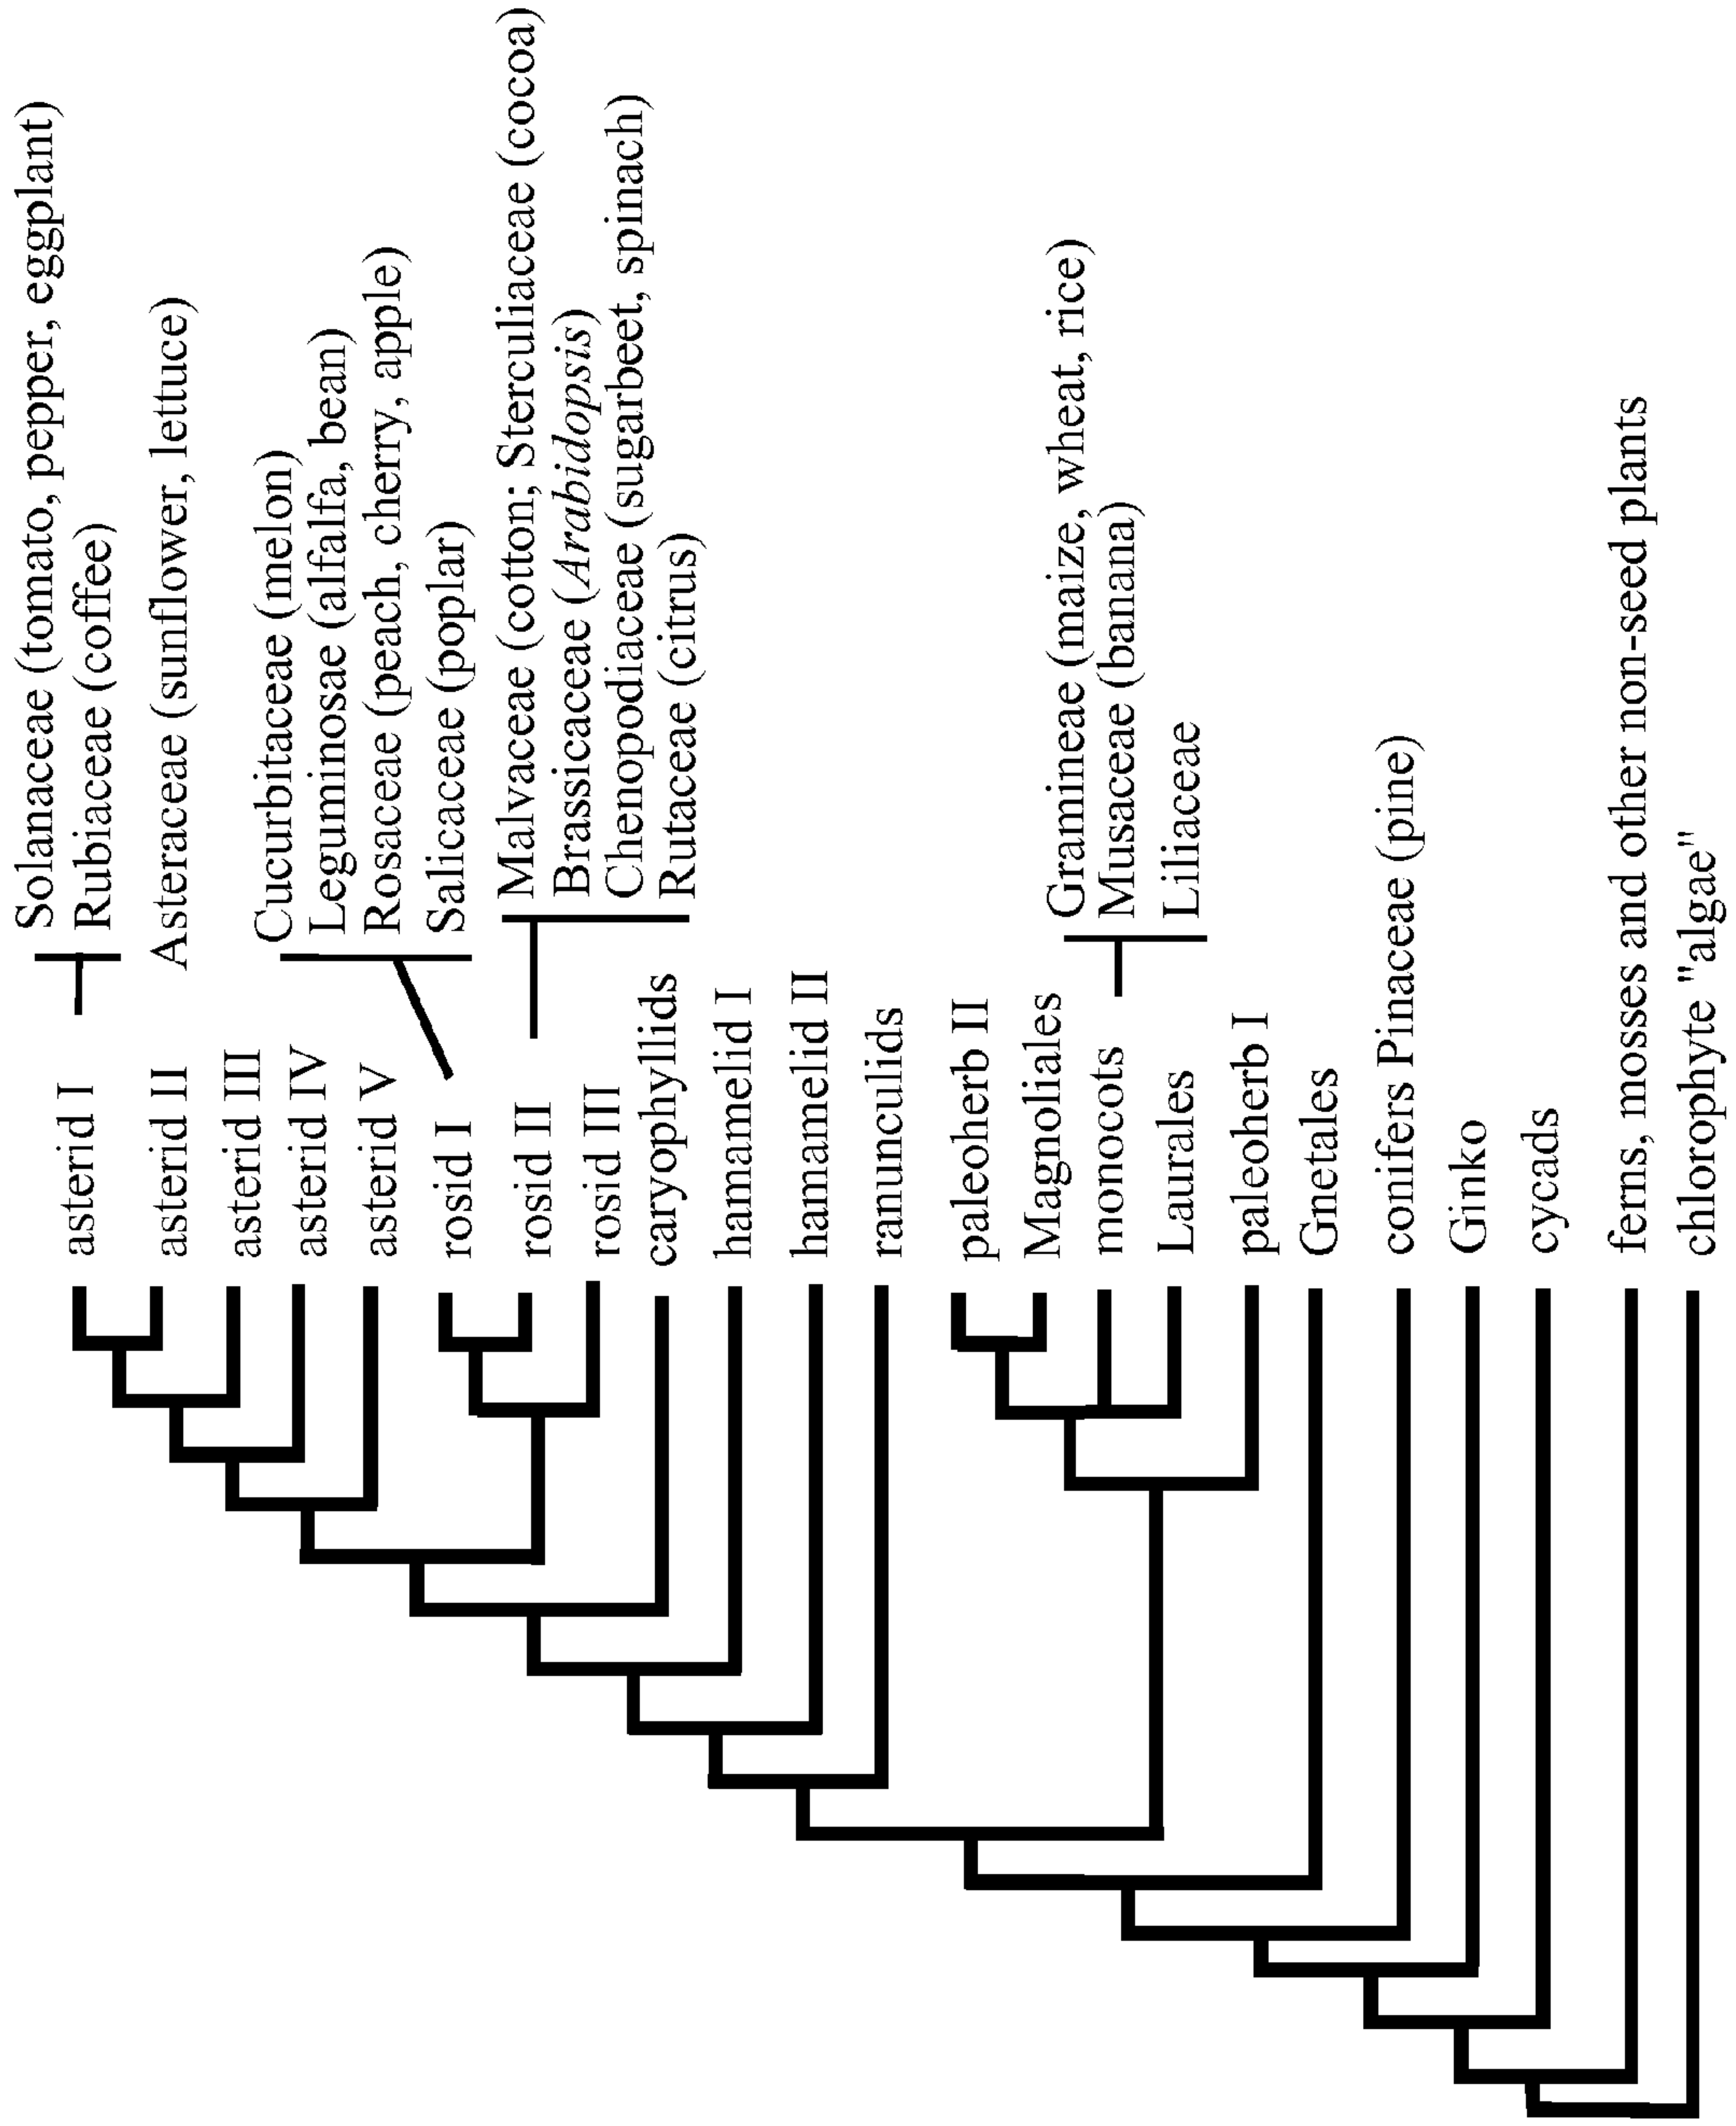 Solanaceae (tomato, pepper, eggplant)
Rubiaceae (coffee)
Asteraceae (sunflower, lettuce)
Cucurbitaceae (melon)
Leguminosae (alfalfa, bean)
Rosaceae (peach, cherry, apple)
Salicaceae (poplar)
Malvaceae (cotton; Sterculiaceae (cocoa)
Brassicaceae (Arabidopsis)
Chenopodiaceae (sugarbeet, spinach)
Rutaceae (citrus)
Gramineae (maize, wheat, rice)
Musaceae (banana)
Liliaceae
asterid I
asterid II
asterid III
asterid IV
asterid V
rosid I
rosid II
rosid III
caryophyllids
hamamelid I
hamamelid II
ranunculids
paleoherb II
Magnoliales
monocots
Laurales
paleoherb I
Gnetales
conifers Pinaceae (pine)
Ginko
cycads
ferns, mosses and other non-seed plants
chlorophyte "algae"